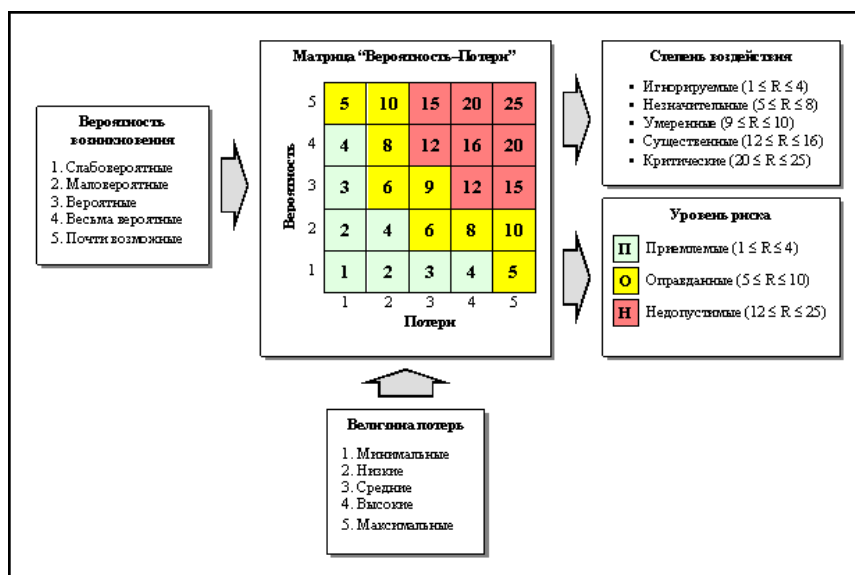 Матрица “Вероятность–Потери”
Вероятность
5 5 10 15 20 25
4 4 8 12 16 20
3 3 6 9 12 15
2 2 4 6 8 10
1 1 2 3 4 5
1 2 3 4 5
Потери
Вероятность
возникновения
1. Слабовероятные
2. Маловероятные
3. Вероятные
4. Весьма вероятные
5. Почти возможные
Степень воздействия
▪ Игнорируемые (1 ≤ R ≤ 4)
▪ Незначительные (5 ≤ R ≤ 8)
▪ Умеренные (9 ≤ R ≤ 10)
▪ Существенные (12 ≤ R ≤ 16)
▪ Критические (20 ≤ R ≤ 25)
Уровень риска
П Приемлемые (1 ≤ R ≤ 4)
О Оправданные (5 ≤ R ≤ 10)
Н Недопустимые (12 ≤ R ≤ 25)
Величина потерь
1. Минимальные
2. Низкие
3. Средние
4. Высокие
5. Максимальные